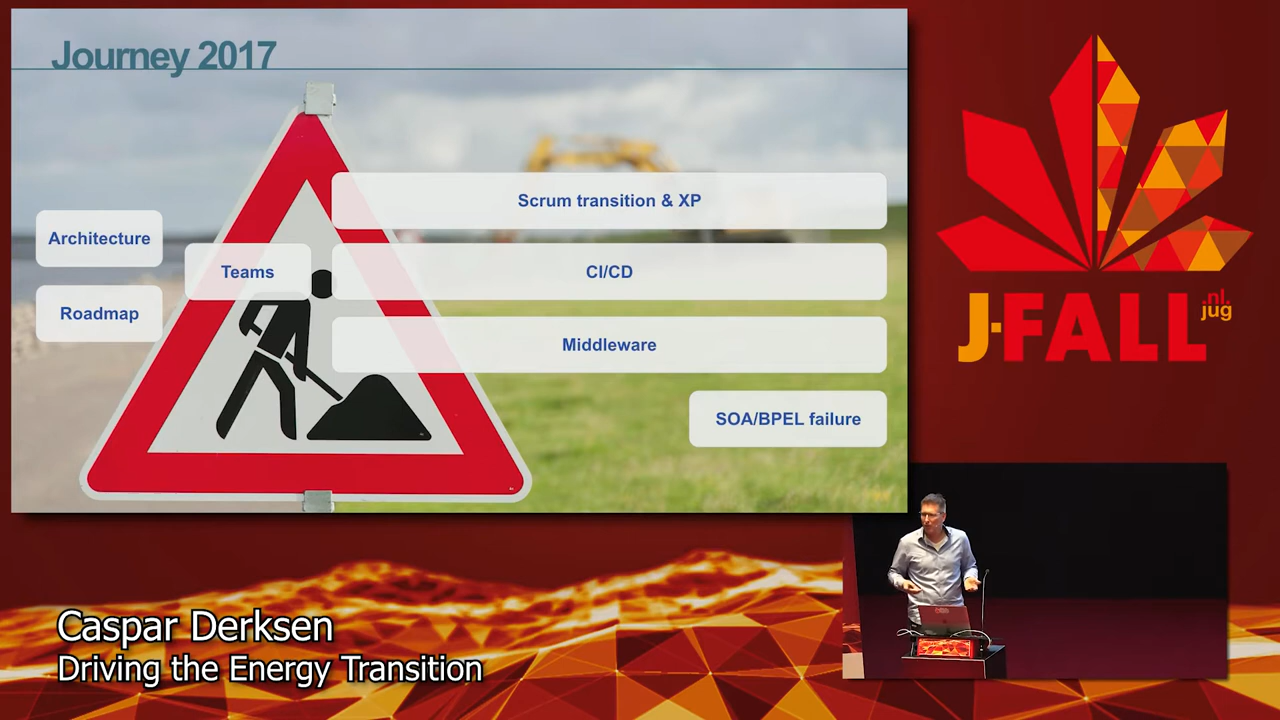 Journey 2017
Scrum transition & XP
Architecture
Teams
CI/CD
Roadmap
Middleware
SOA/BPEL failure
J-FALL
nl.
jug
Caspar Derksen
Driving the Energy Transition